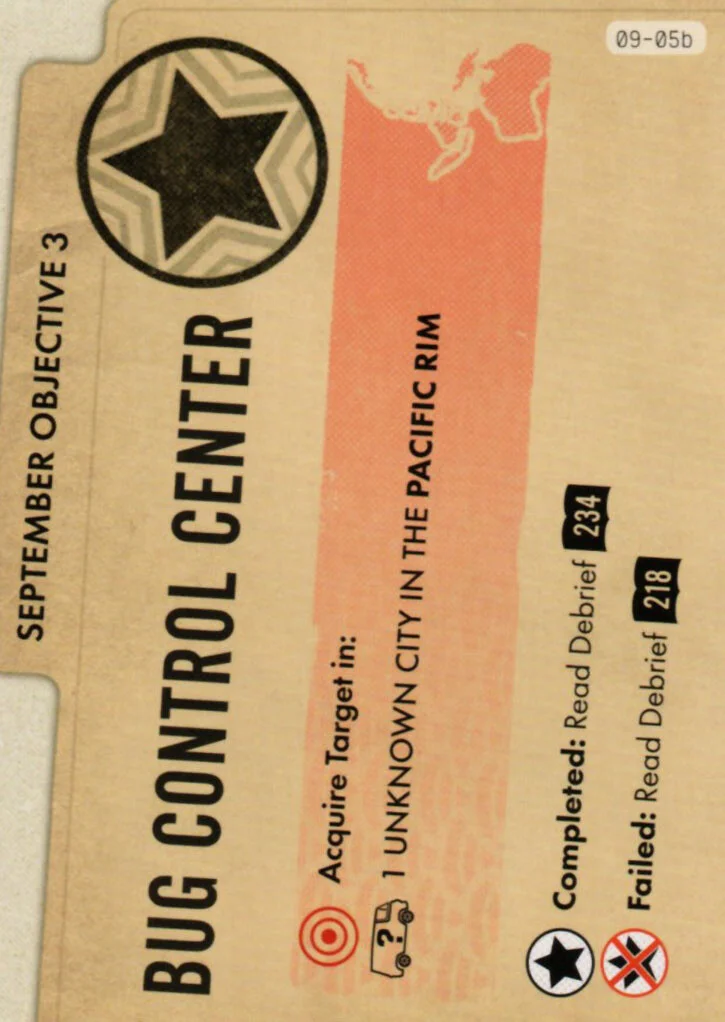 09-05b
SEPTEMBER OBJECTIVE 3
BUG CONTROL CENTER
Acquire Target in:
? 1 UNKNOWN CITY IN THE PACIFIC RIM
Completed: Read Debrief 234
Failed: Read Debrief 218